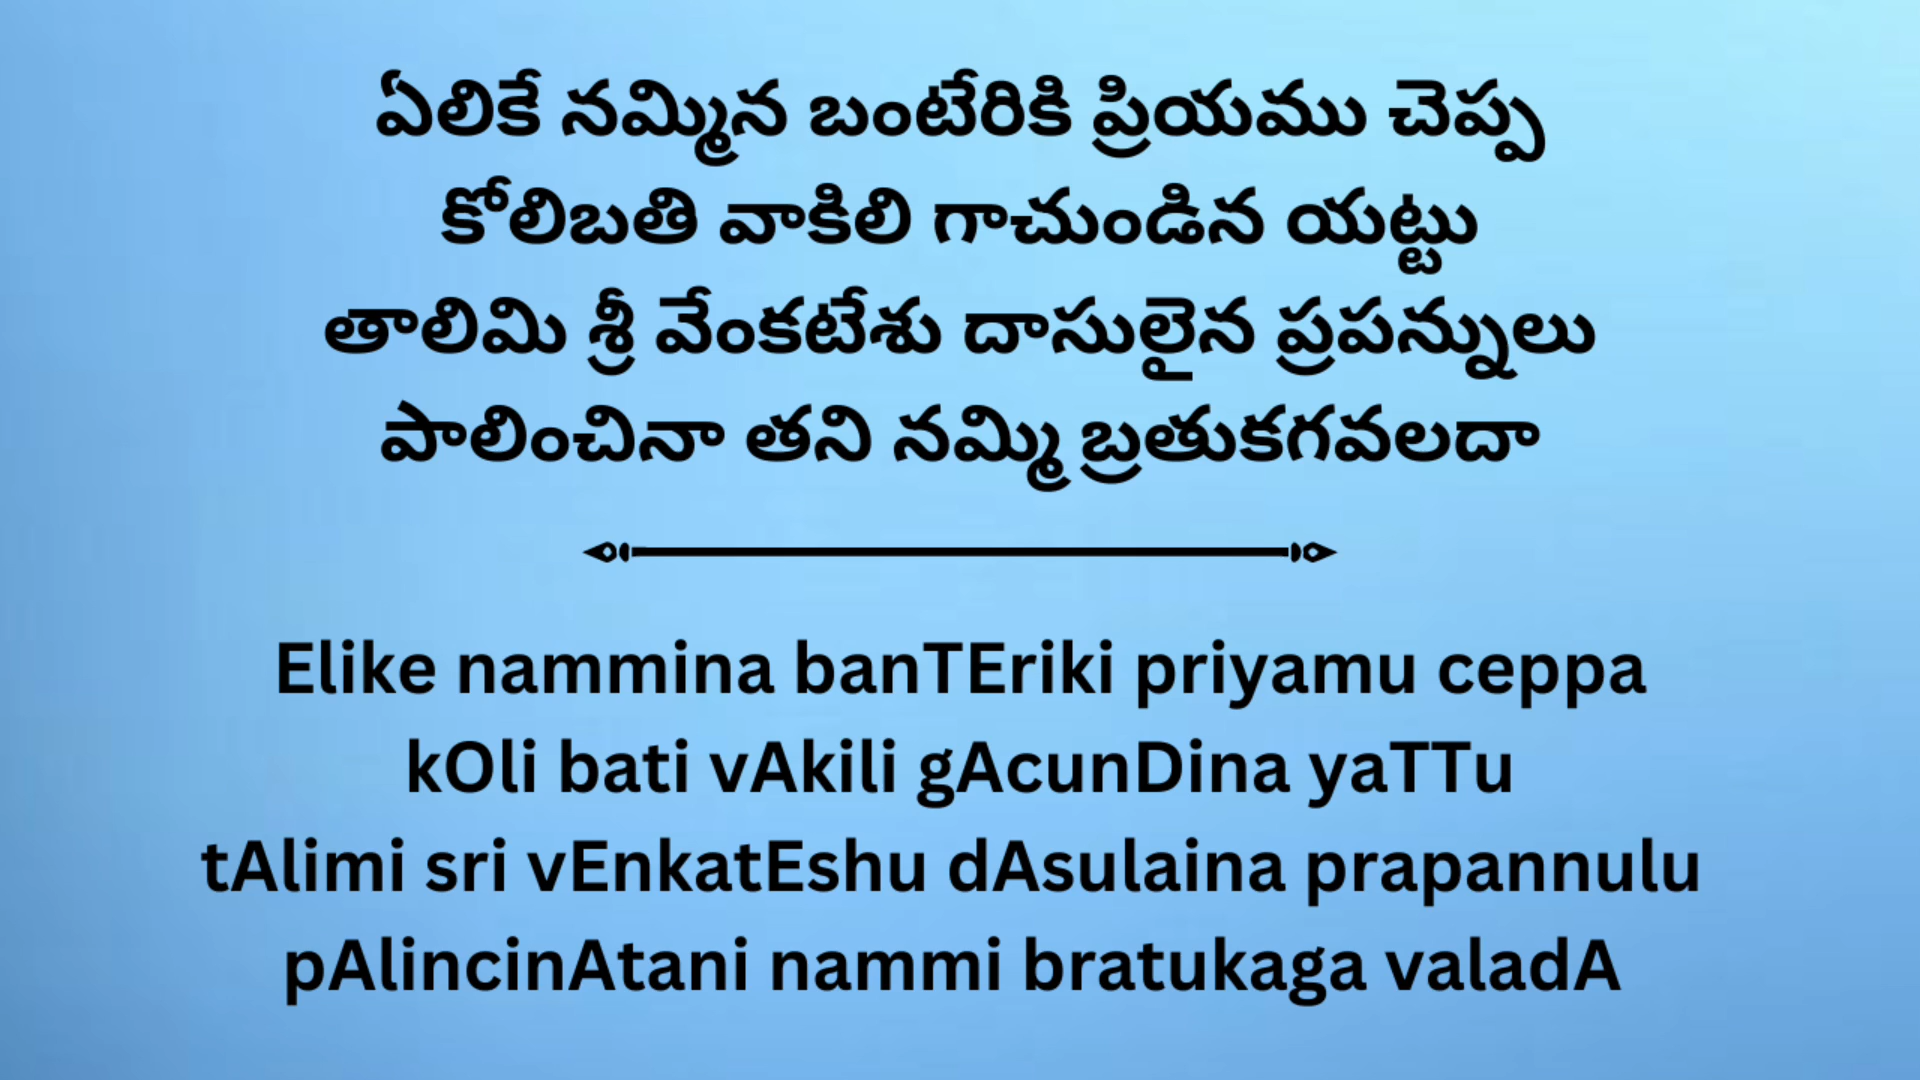 ఏలికే నమ్మిన బంటేరికి ప్రియము చెప్ప
కోలిబతి వాకిలి గాచుండిన యట్టు
తాలిమి శ్రీ వేంకటేశు దాసులైన ప్రపన్నులు
పాలించినా తని నమ్మి బ్రతుకగవలదా
Elike nammina banTEriki priyamu ceppa
kOli bati vAkili gAcunDina yaTTu
tAlimi sri vEnkatEshu dAsulaina prapannulu
pAlincinAtani nammi bratukaga valadA